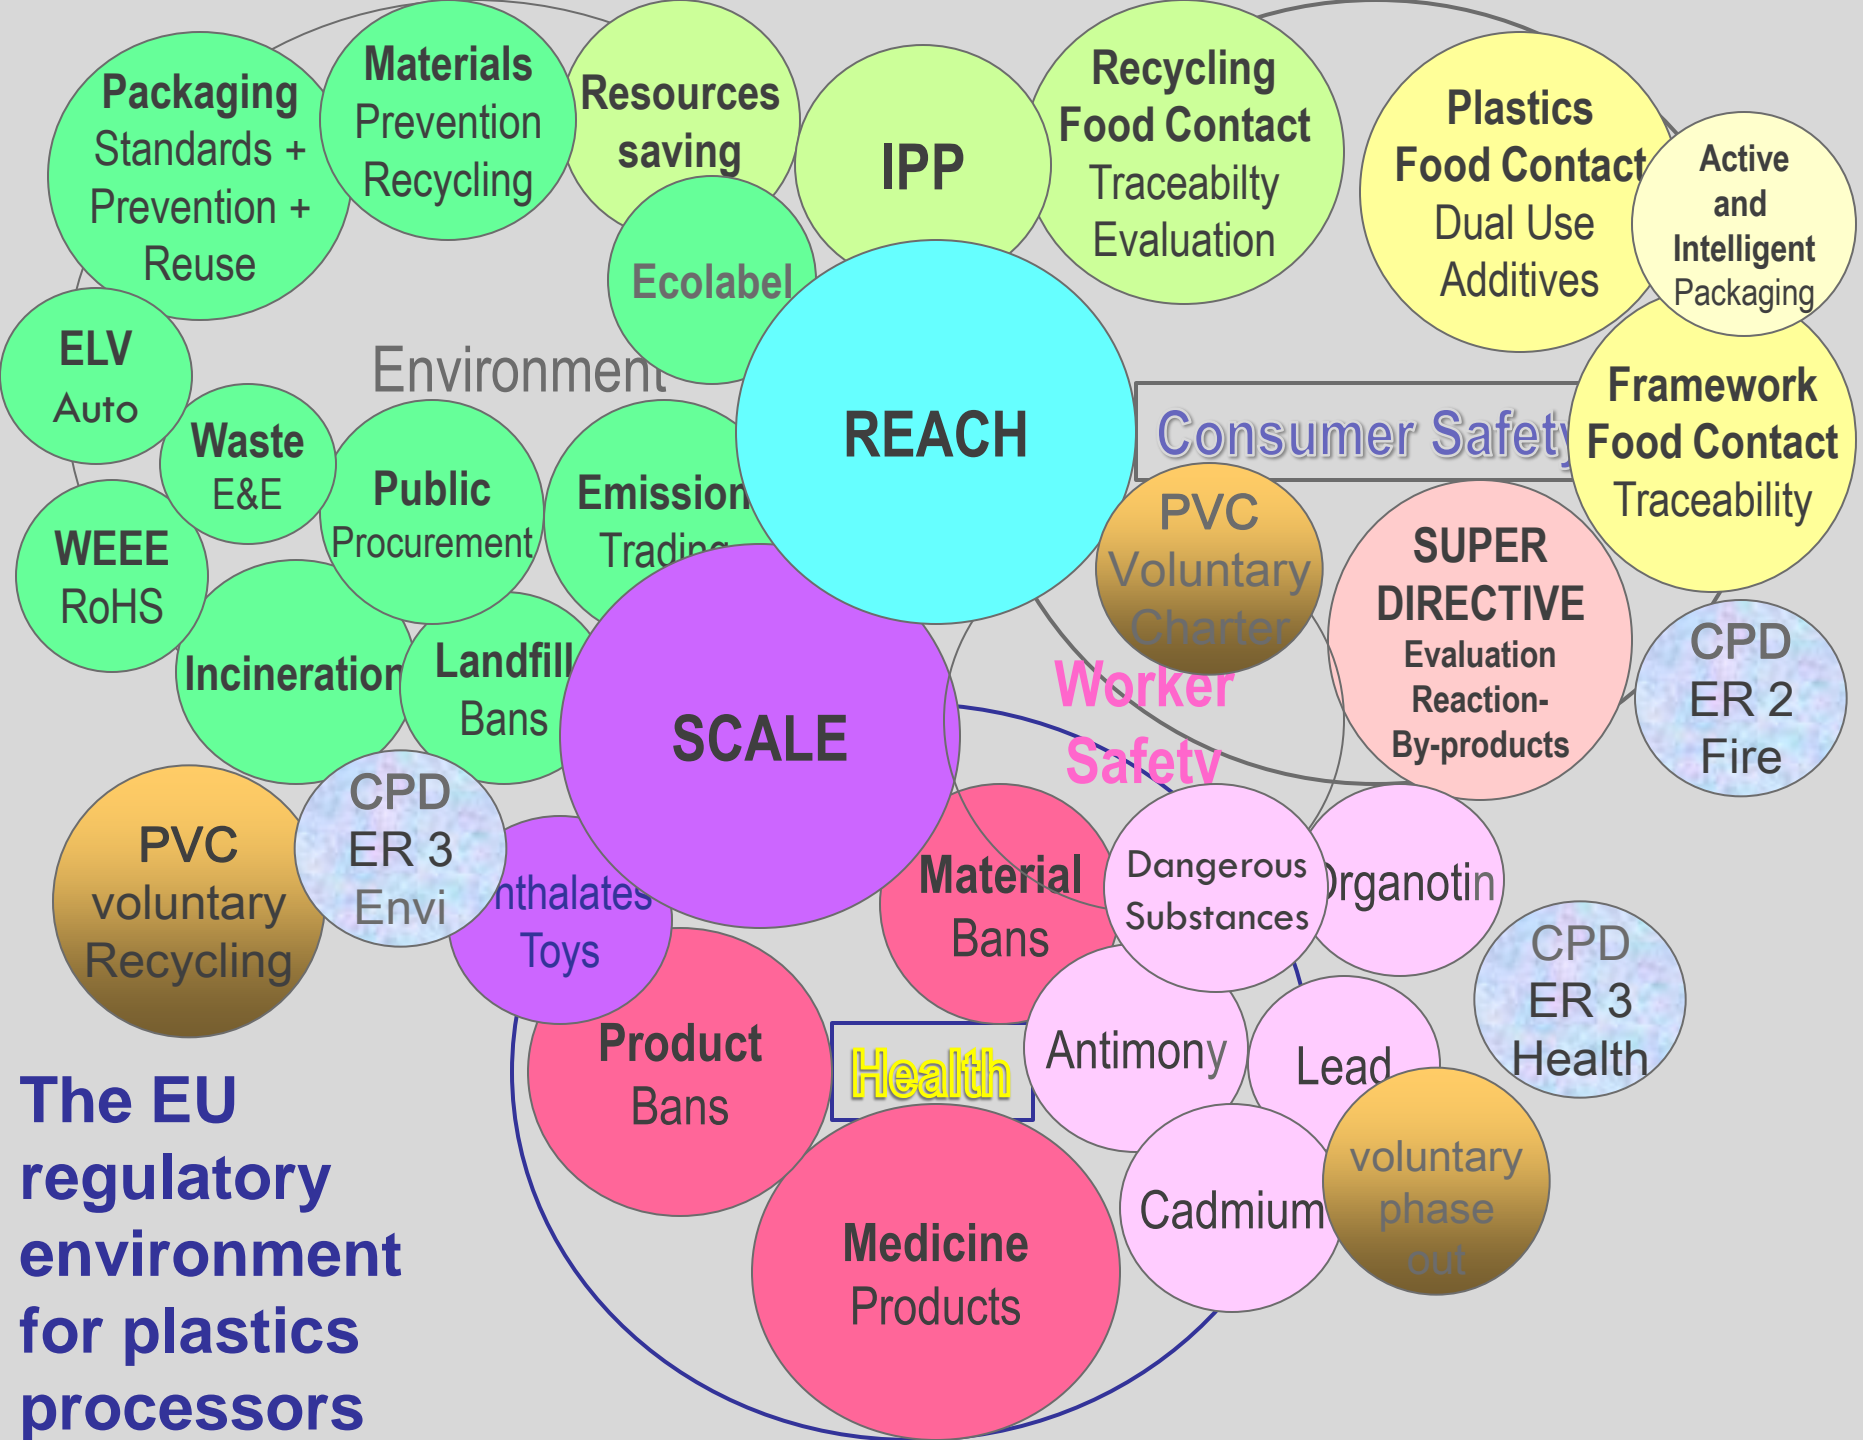 Packaging
Standards +
Prevention +
Reuse
Materials
Prevention
Recycling
Resources
saving
IPP
Recycling
Food Contact
Traceabilty
Evaluation
Plastics
Food Contact
Dual Use
Additives
Active
and
Intelligent
Packaging
Ecolabel
Environment
ELV
Auto
Waste
E&E
Public
Procurement
Emission
Trading
REACH
Consumer Safety
Framework
Food Contact
Traceability
WEEE
RoHS
Incineration
Landfill
Bans
SCALE
PVC
Voluntary
Charter
Worker
Safety
SUPER
DIRECTIVE
Evaluation
Reaction-
By-products
CPD
ER 2
Fire
PVC
voluntary
Recycling
CPD
ER 3
Envi
hthalates
Toys
Material
Bans
Dangerous
Substances
Organotin
CPD
ER 3
Health
Product
Bans
Health
Antimony
Lead
Cadmium
voluntary
phase
out
Medicine
Products
The EU
regulatory
environment
for plastics
processors